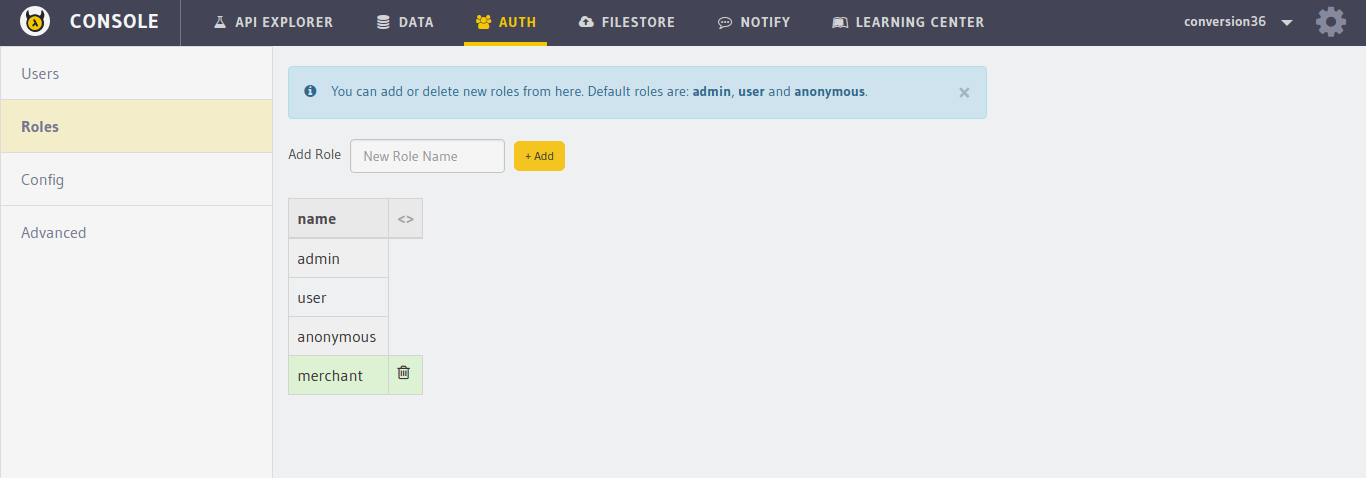 CONSOLE
API EXPLORER
DATA
AUTH
FILESTORE
NOTIFY
LEARNING CENTER
conversion36
Users
Roles
Config
Advanced
You can add or delete new roles from here. Default roles are: admin, user and anonymous.
×
Add Role
New Role Name
+ Add
name
<>
admin
user
anonymous
merchant